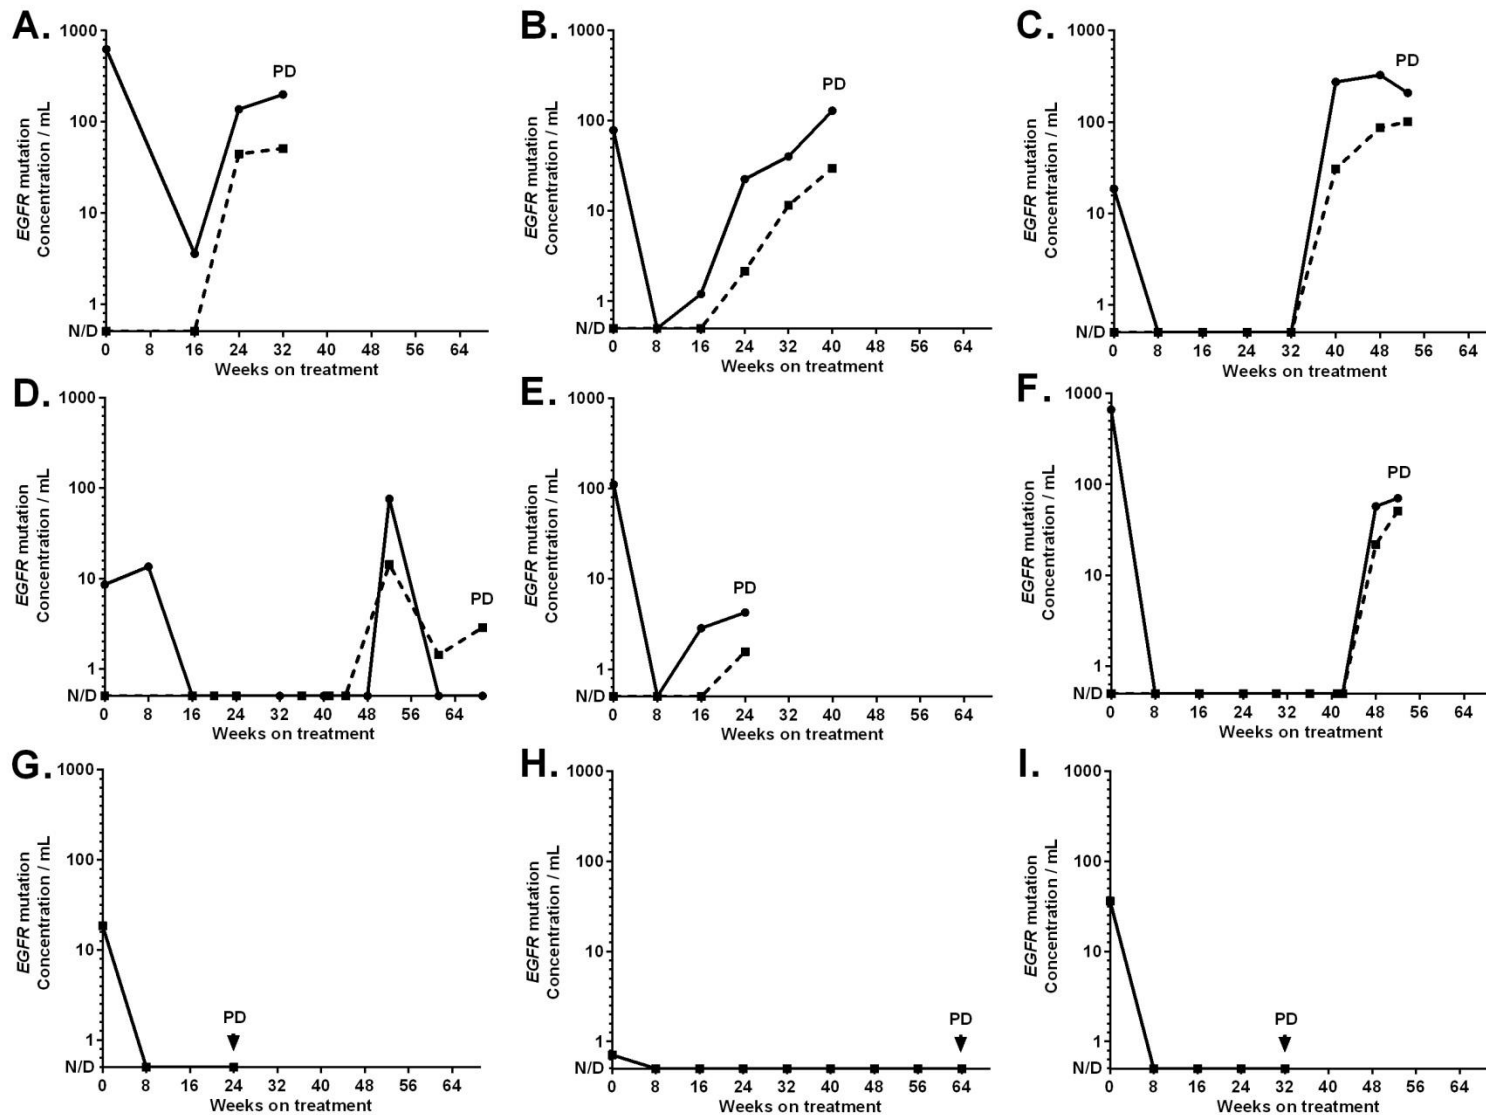 A.
EGFR mutation
Concentration / mL
1000
100
10
1
N/D
PD
0 8 16 24 32 40 48 56 64
Weeks on treatment
B.
EGFR mutation
Concentration / mL
1000
100
10
1
N/D
PD
0 8 16 24 32 40 48 56 64
Weeks on treatment
C.
EGFR mutation
Concentration / mL
1000
100
10
1
N/D
PD
0 8 16 24 32 40 48 56 64
Weeks on treatment
D.
EGFR mutation
Concentration / mL
1000
100
10
1
N/D
PD
0 8 16 24 32 40 48 56 64
Weeks on treatment
E.
EGFR mutation
Concentration / mL
1000
100
10
1
N/D
PD
0 8 16 24 32 40 48 56 64
Weeks on treatment
F.
EGFR mutation
Concentration / mL
1000
100
10
1
N/D
PD
0 8 16 24 32 40 48 56 64
Weeks on treatment
G.
EGFR mutation
Concentration / mL
1000
100
10
1
N/D
PD
0 8 16 24 32 40 48 56 64
Weeks on treatment
H.
EGFR mutation
Concentration / mL
1000
100
10
1
N/D
PD
0 8 16 24 32 40 48 56 64
Weeks on treatment
I.
EGFR mutation
Concentration / mL
1000
100
10
1
N/D
PD
0 8 16 24 32 40 48 56 64
Weeks on treatment